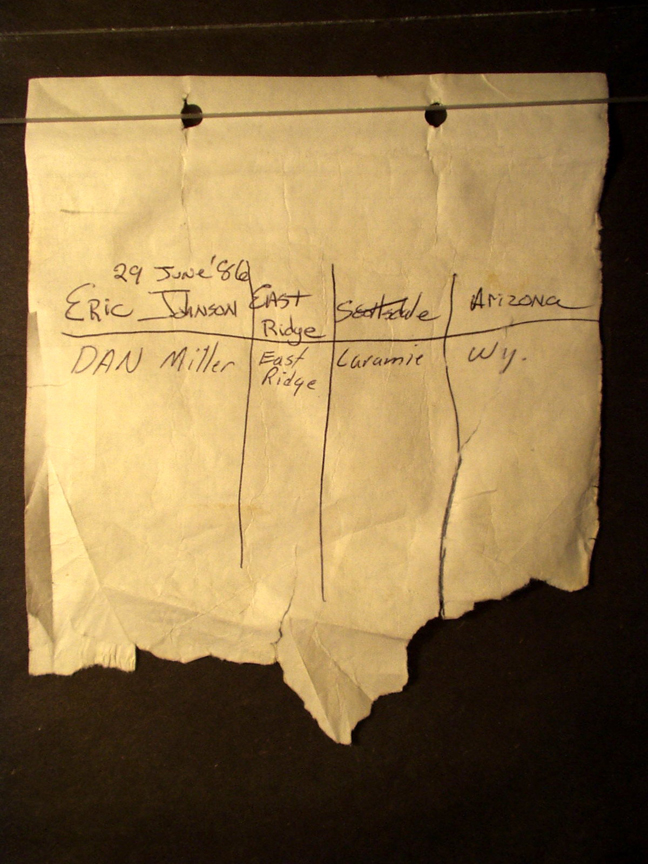 29 June '86
Eric Johnson East Ridge Scottsdale Arizona
Dan Miller East Ridge Laramie Wy.